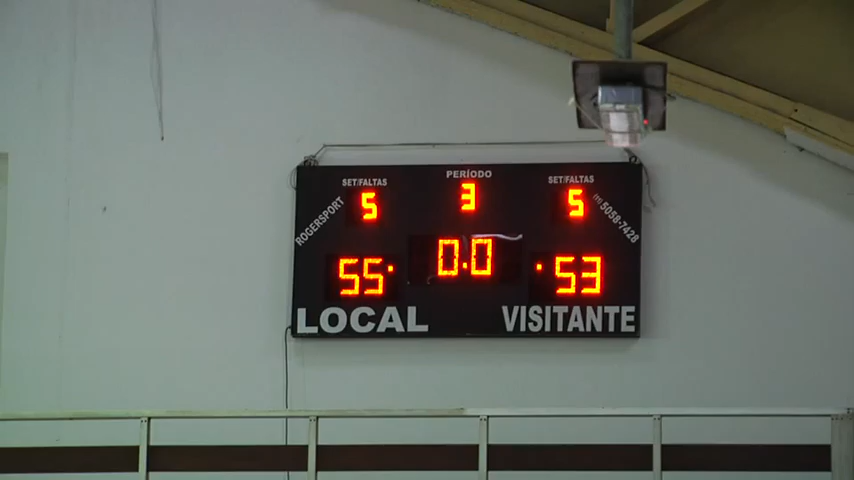 SET/FALTAS PERÍODO SET/FALTAS
5 3 5
ROGERSPORT
(11) 5058-7428
55 0.0 53
LOCAL VISITANTE